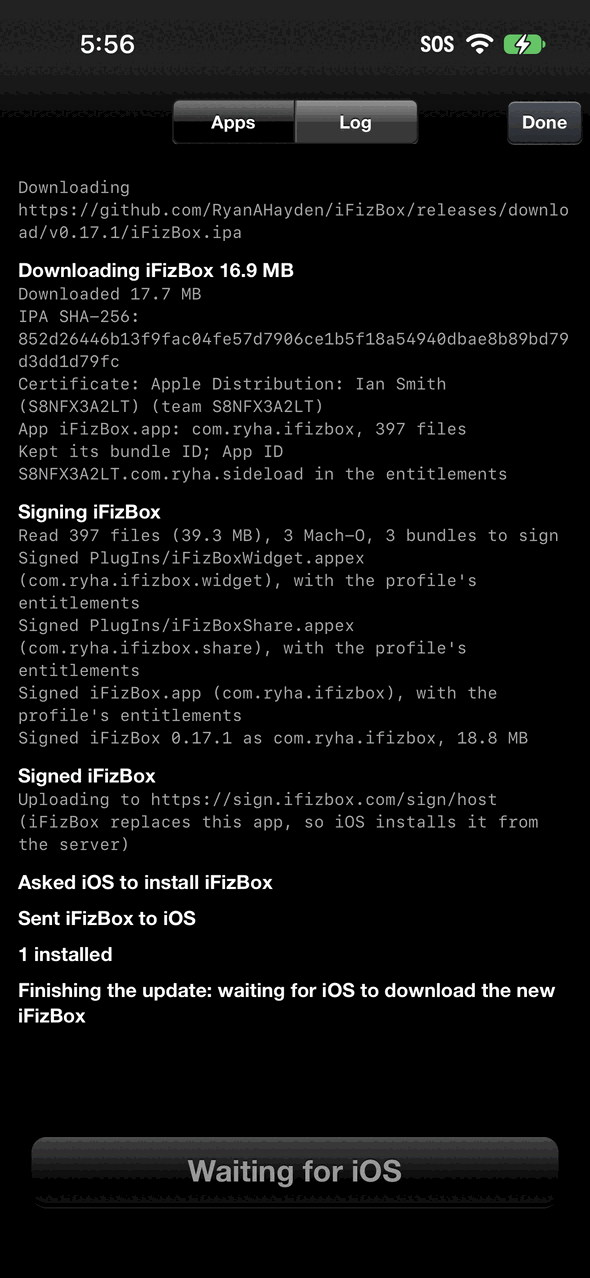 5:56
SOS
Apps
Log
Done
Downloading
https://github.com/RyanAHayden/iFizBox/releases/downlo
ad/v0.17.1/iFizBox.ipa
Downloading iFizBox 16.9 MB
Downloaded 17.7 MB
IPA SHA-256:
852d26446b13f9fac04fe57d7906ce1b5f18a54940dbae8b89bd79
d3dd1d79fc
Certificate: Apple Distribution: Ian Smith
(S8NFX3A2LT) (team S8NFX3A2LT)
App iFizBox.app: com.ryha.ifizbox, 397 files
Kept its bundle ID; App ID
S8NFX3A2LT.com.ryha.sideload in the entitlements
Signing iFizBox
Read 397 files (39.3 MB), 3 Mach-O, 3 bundles to sign
Signed PlugIns/iFizBoxWidget.appex
(com.ryha.ifizbox.widget), with the profile's
entitlements
Signed PlugIns/iFizBoxShare.appex
(com.ryha.ifizbox.share), with the profile's
entitlements
Signed iFizBox.app (com.ryha.ifizbox), with the
profile's entitlements
Signed iFizBox 0.17.1 as com.ryha.ifizbox, 18.8 MB
Signed iFizBox
Uploading to https://sign.ifizbox.com/sign/host
(iFizBox replaces this app, so iOS installs it from
the server)
Asked iOS to install iFizBox
Sent iFizBox to iOS
1 installed
Finishing the update: waiting for iOS to download the new
iFizBox
Waiting for iOS